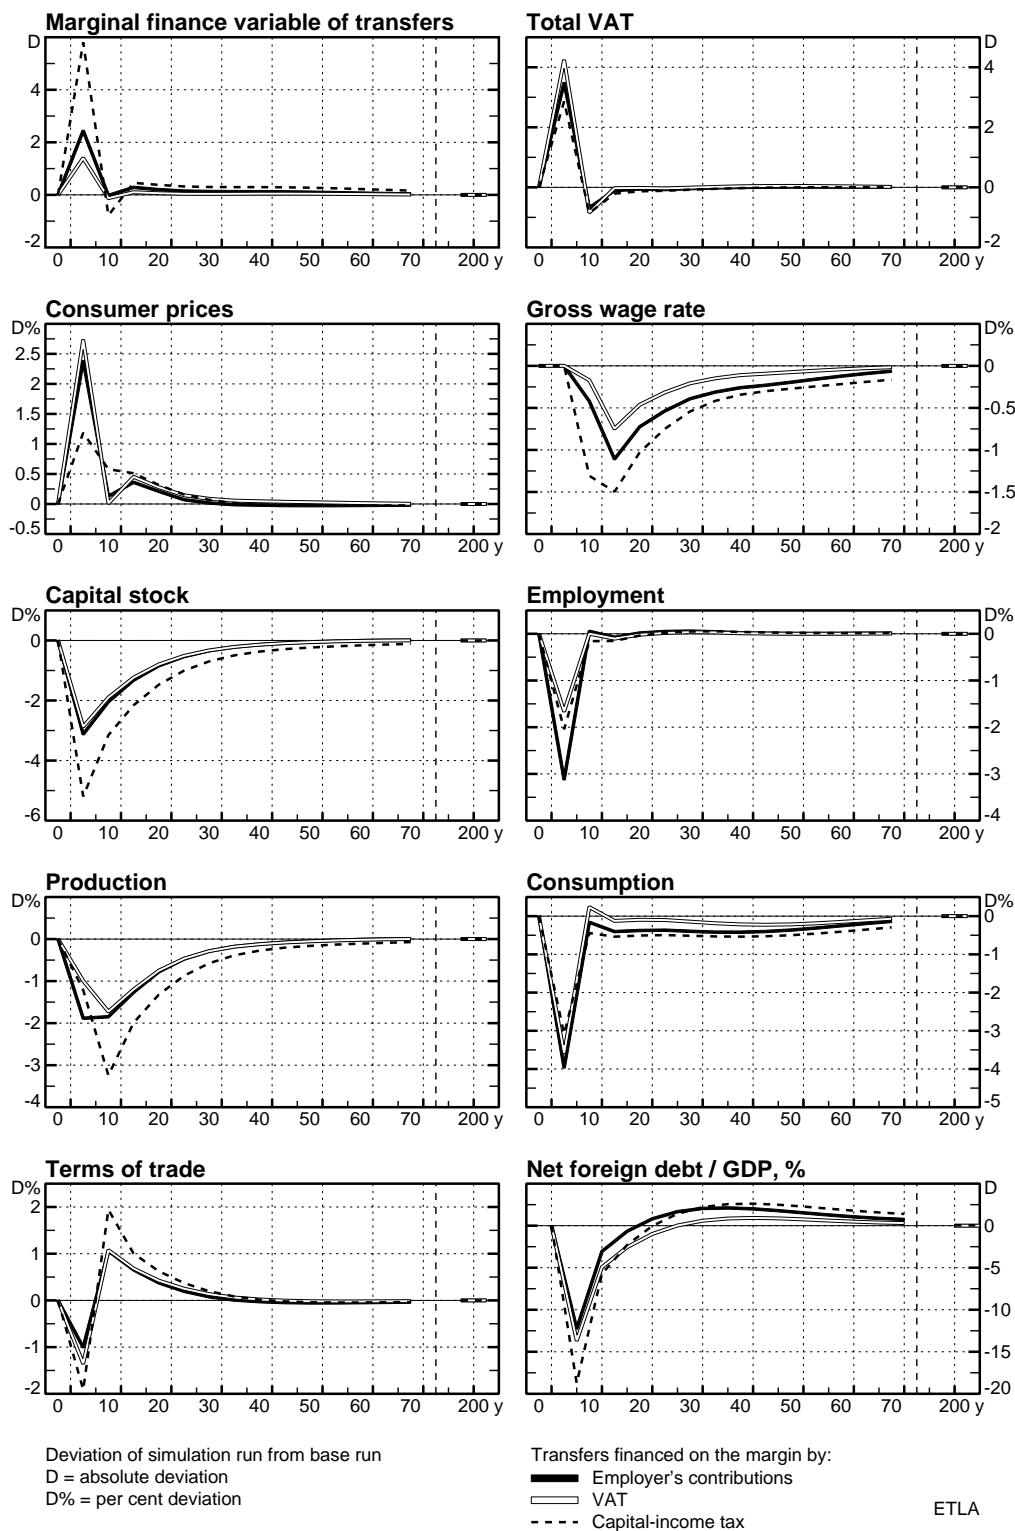 Marginal finance variable of transfers
D
4
2
0
-2
0 10 20 30 40 50 60 70 200 y
Total VAT
D
4
2
0
-2
0 10 20 30 40 50 60 70 200 y
Consumer prices
D%
2.5
2
1.5
1
0.5
0
-0.5
0 10 20 30 40 50 60 70 200 y
Gross wage rate
D%
0
-0.5
-1
-1.5
-2
0 10 20 30 40 50 60 70 200 y
Capital stock
D%
0
-2
-4
-6
0 10 20 30 40 50 60 70 200 y
Employment
D%
0
-1
-2
-3
-4
0 10 20 30 40 50 60 70 200 y
Production
D%
0
-1
-2
-3
-4
0 10 20 30 40 50 60 70 200 y
Consumption
D%
0
-1
-2
-3
-4
-5
0 10 20 30 40 50 60 70 200 y
Terms of trade
D%
2
1
0
-1
-2
0 10 20 30 40 50 60 70 200 y
Net foreign debt / GDP, %
D
0
-5
-10
-15
-20
0 10 20 30 40 50 60 70 200 y
Deviation of simulation run from base run
D = absolute deviation
D% = per cent deviation
Transfers financed on the margin by:
Employer's contributions
VAT
Capital-income tax
ETLA